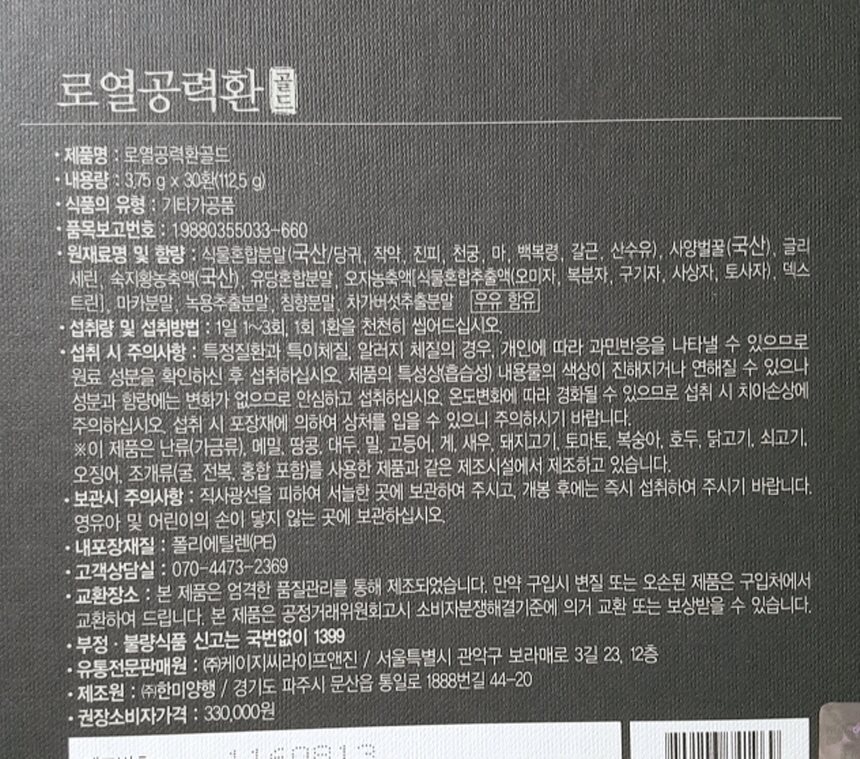 로열공력환 골드
• 제품명 : 로열공력환골드
• 내용량 : 3.75 g x 30환(112.5 g)
• 식품의 유형 : 기타가공품
• 품목보고번호 : 19880355033-660
• 원재료명 및 함량 : 식물혼합분말(국산/당귀, 작약, 진피, 천궁, 마, 백복령, 갈근, 산수유), 사양벌꿀(국산), 글리
세린, 숙지황농축액(국산), 유당혼합분말, 오자농축액[식물혼합추출액(오미자, 복분자, 구기자, 사상자, 토사자), 덱스
트린], 마카분말, 녹용추출분말, 침향분말, 차가버섯추출분말 우유 함유
• 섭취량 및 섭취방법 : 1일 1~3회, 1회 1환을 천천히 씹어드십시오.
• 섭취 시 주의사항 : 특정질환과 특이체질, 알러지 체질의 경우, 개인에 따라 과민반응을 나타낼 수 있으므로
원료 성분을 확인하신 후 섭취하십시오. 제품의 특성상(흡습성) 내용물의 색상이 진해지거나 연해질 수 있으나
성분과 함량에는 변화가 없으므로 안심하고 섭취하십시오. 온도변화에 따라 경화될 수 있으므로 섭취 시 치아손상에
주의하십시오. 섭취 시 포장재에 의하여 상처를 입을 수 있으니 주의하시기 바랍니다.
※이 제품은 난류(가금류), 메밀, 땅콩, 대두, 밀, 고등어, 게, 새우, 돼지고기, 토마토, 복숭아, 호두, 닭고기, 쇠고기,
오징어, 조개류(굴, 전복, 홍합 포함)를 사용한 제품과 같은 제조시설에서 제조하고 있습니다.
• 보관시 주의사항 : 직사광선을 피하여 서늘한 곳에 보관하여 주시고, 개봉 후에는 즉시 섭취하여 주시기 바랍니다.
영유아 및 어린이의 손이 닿지 않는 곳에 보관하십시오.
• 내포장재질 : 폴리에틸렌(PE)
• 고객상담실 : 070-4473-2369
• 교환장소 : 본 제품은 엄격한 품질관리를 통해 제조되었습니다. 만약 구입시 변질 또는 오손된 제품은 구입처에서
교환하여 드립니다. 본 제품은 공정거래위원회고시 소비자분쟁해결기준에 의거 교환 또는 보상받을 수 있습니다.
• 부정 · 불량식품 신고는 국번없이 1399
• 유통전문판매원 : ㈜케이지씨라이프앤진 / 서울특별시 관악구 보라매로 3길 23, 12층
• 제조원 : ㈜한미양행 / 경기도 파주시 문산읍 통일로 1888번길 44-20
• 권장소비자가격 : 330,000원